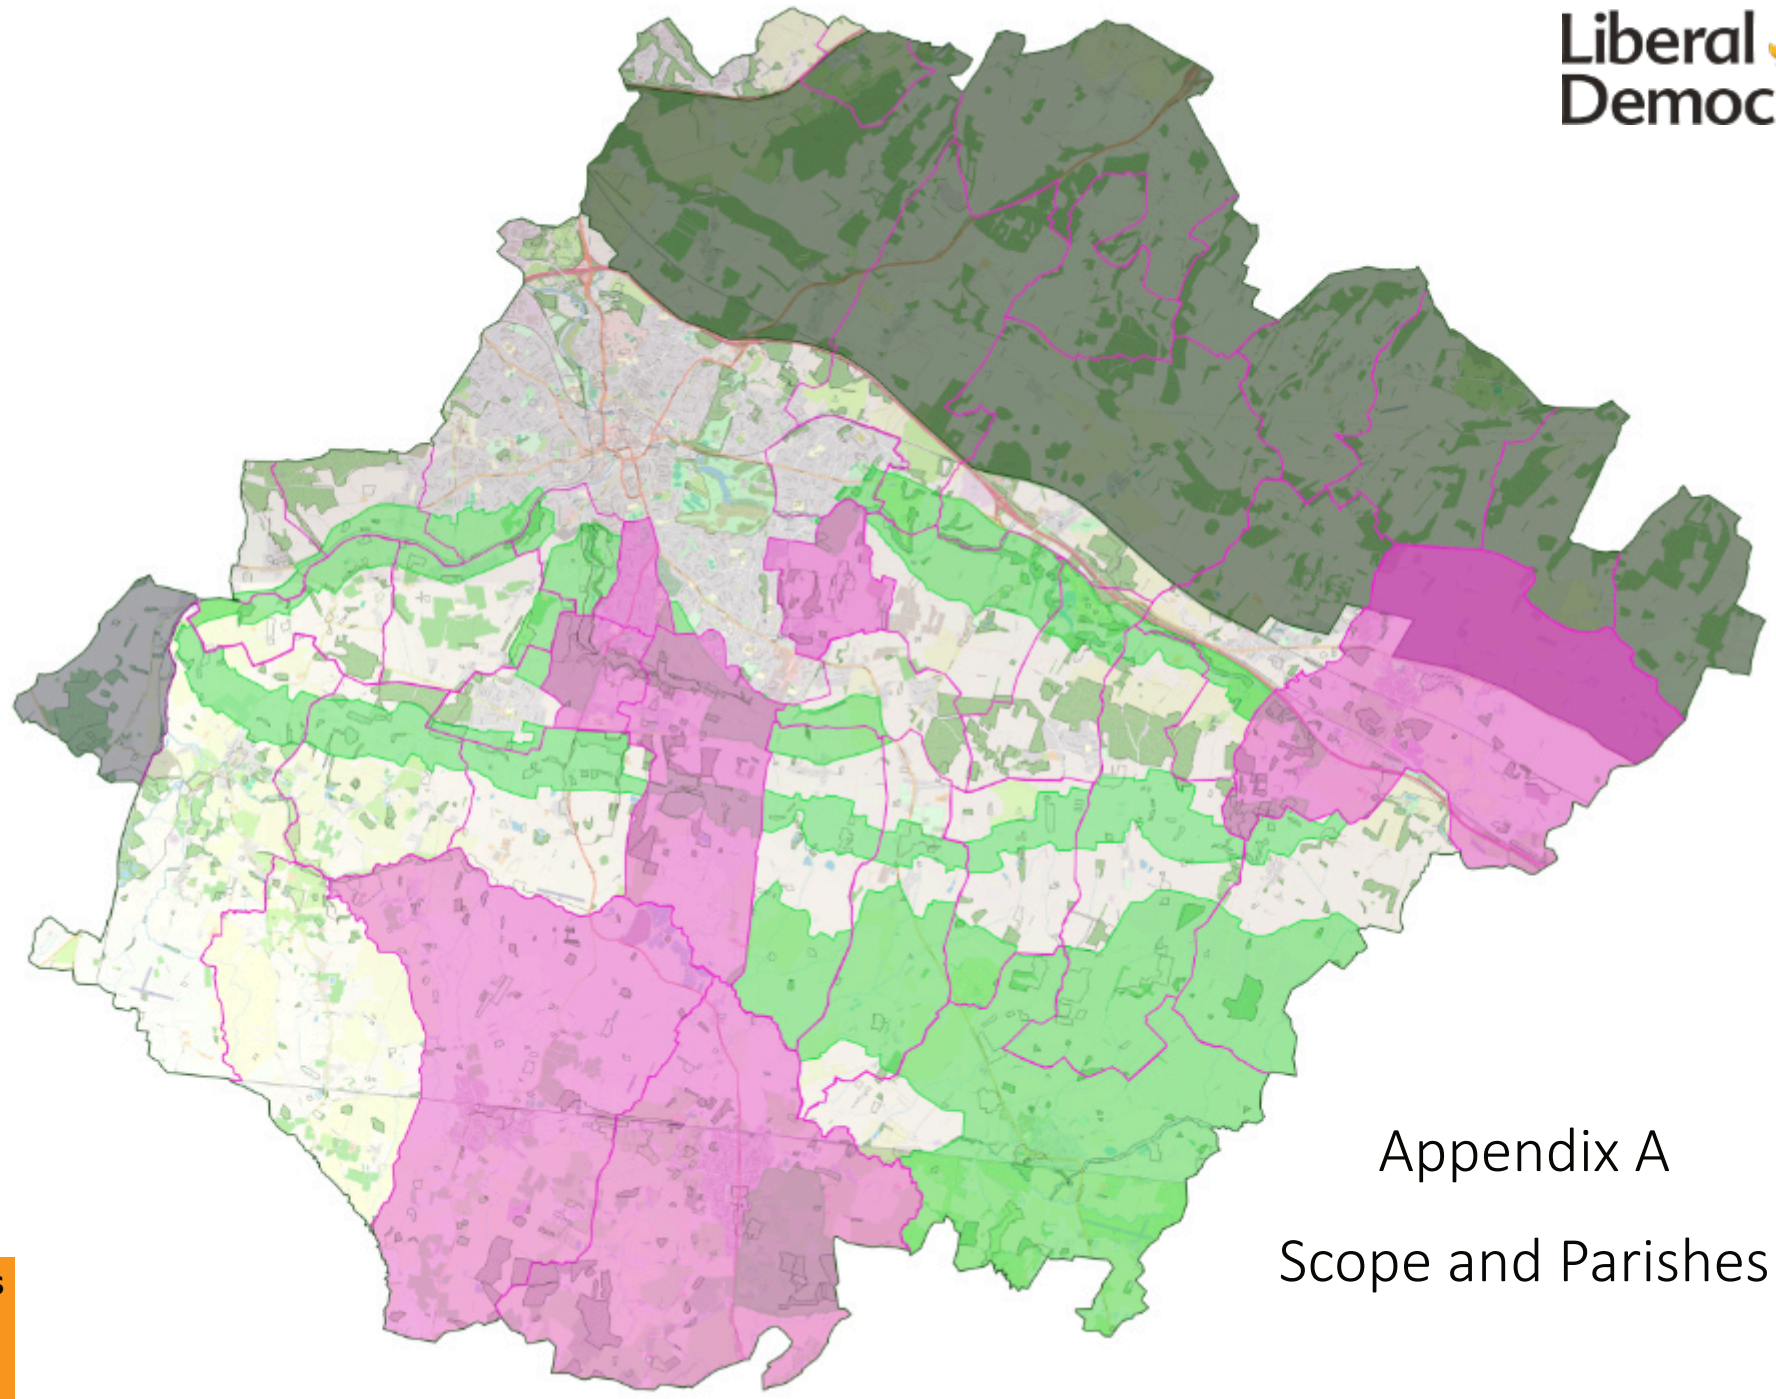 Liberal
Democ
Appendix A
Scope and Parishes
s